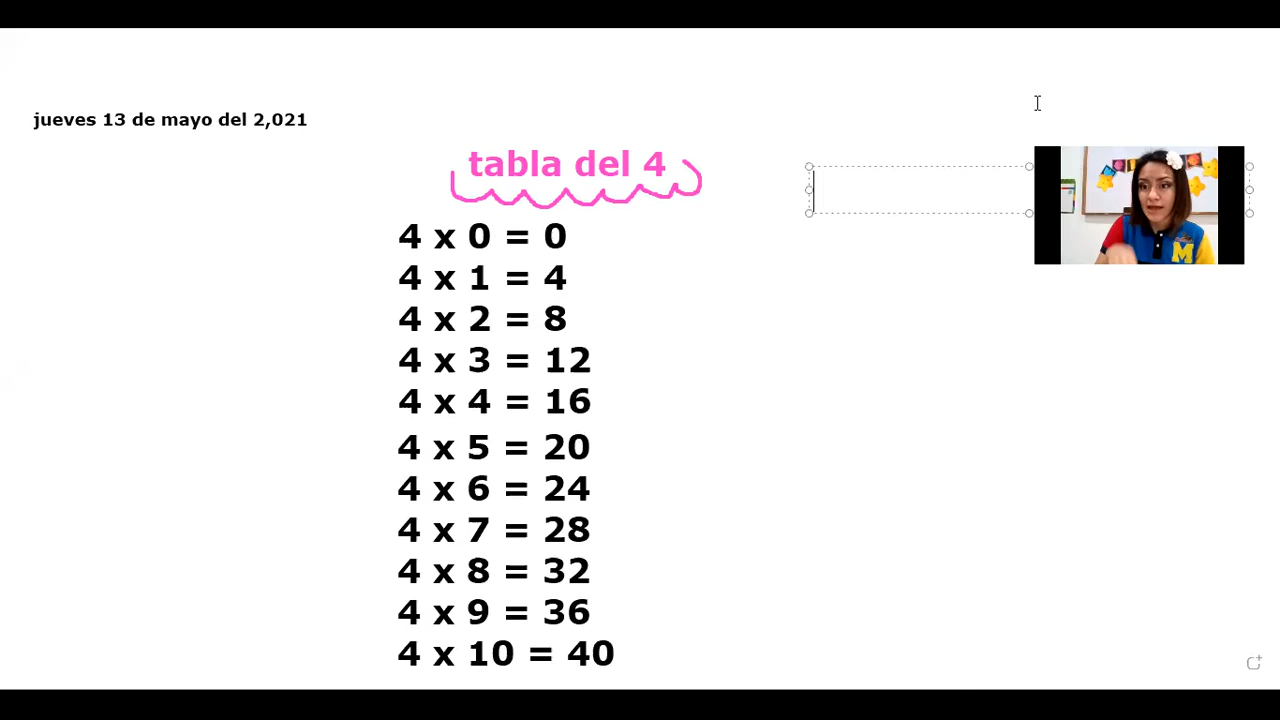 jueves 13 de mayo del 2,021
tabla del 4
4 x 0 = 0
4 x 1 = 4
4 x 2 = 8
4 x 3 = 12
4 x 4 = 16
4 x 5 = 20
4 x 6 = 24
4 x 7 = 28
4 x 8 = 32
4 x 9 = 36
4 x 10 = 40
M